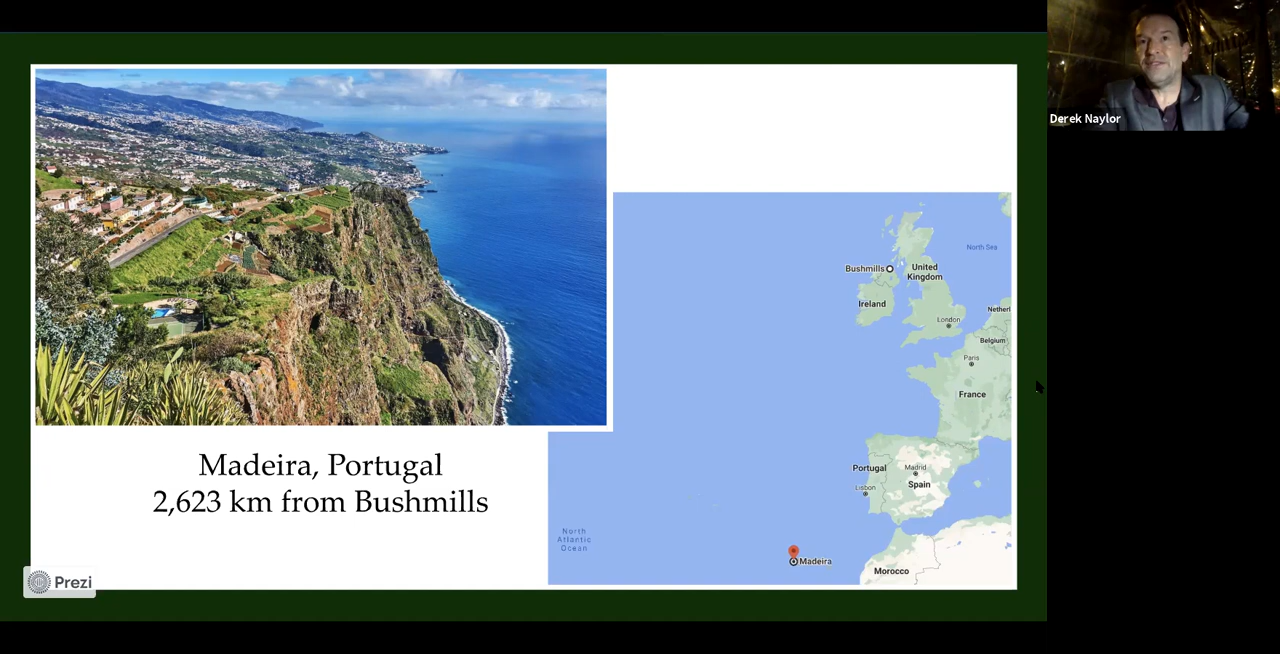 Derek Naylor
North Sea
Bushmills
United
Kingdom
Ireland
London
Netherl
Belgium
Paris
France
Portugal
Madrid
Lisbon
Spain
Madeira, Portugal
2,623 km from Bushmills
North
Atlantic
Ocean
Madeira
Morocco
Prezi